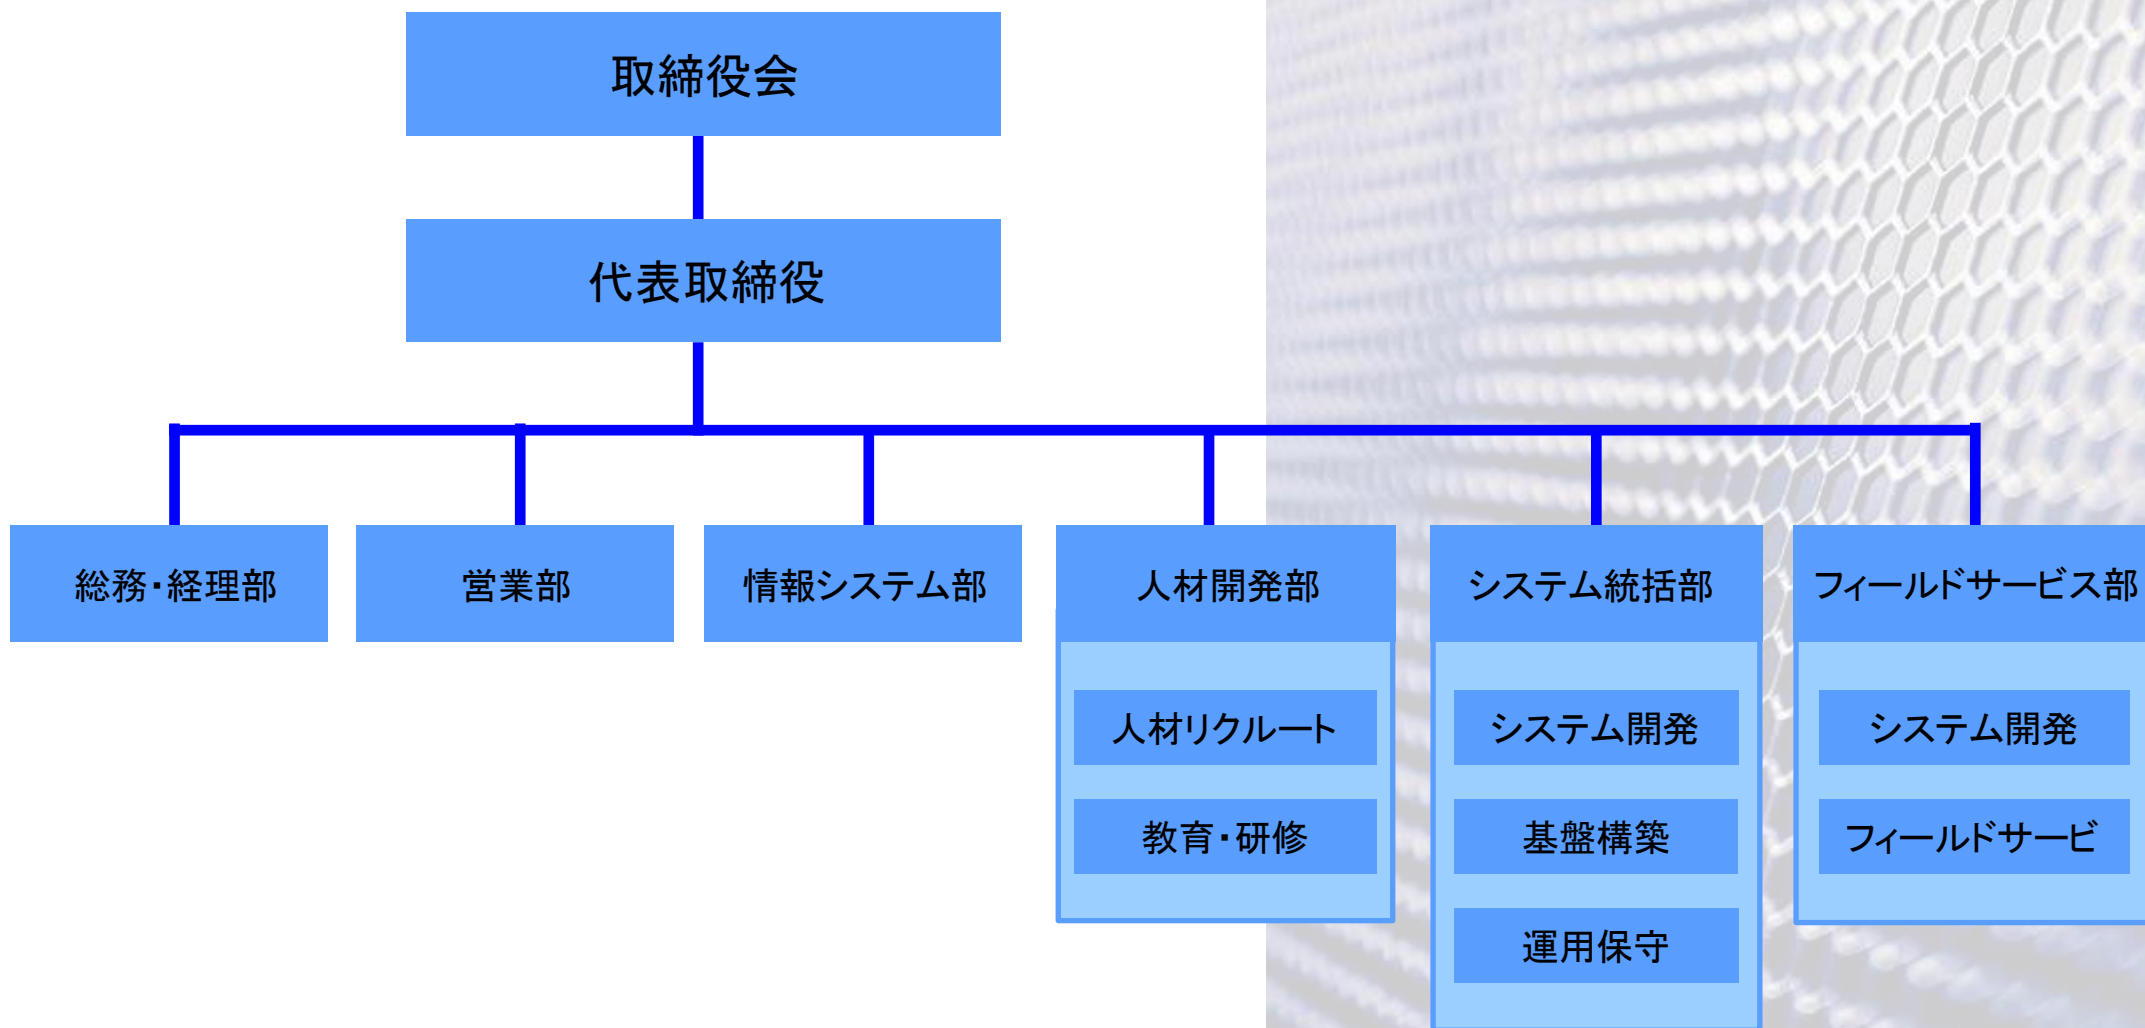 取締役会
代表取締役
総務・経理部
営業部
情報システム部
人材開発部
システム統括部
フィールドサービス部
人材リクルート
システム開発
システム開発
教育・研修
基盤構築
フィールドサービ
運用保守